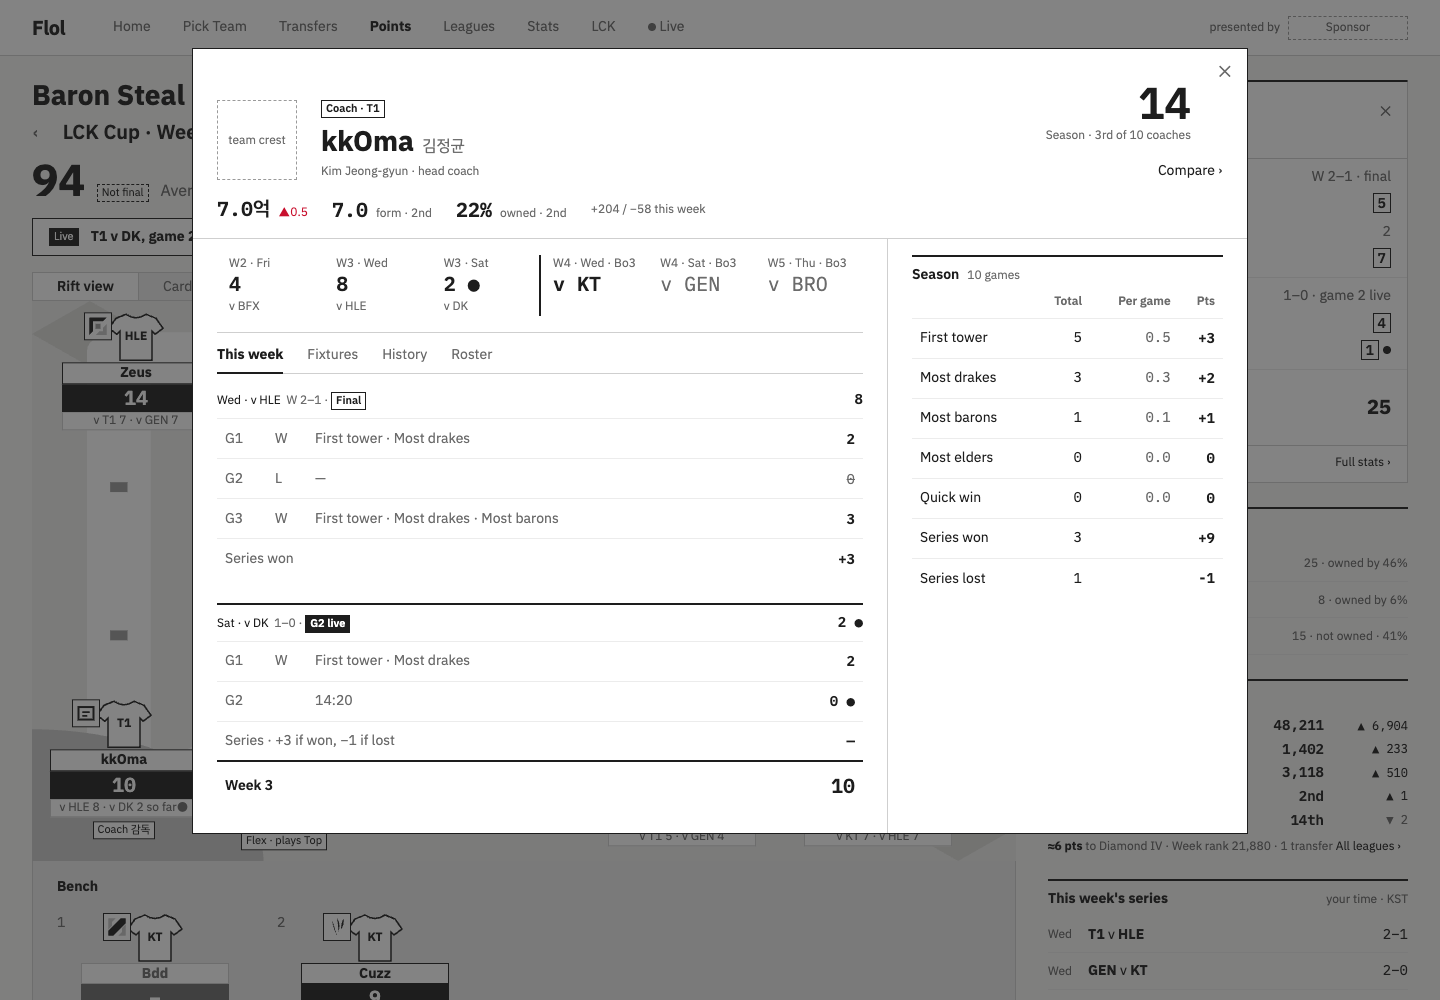 Flol Home Pick Team Transfers Points Leagues Stats LCK Live presented by Sponsor
Baron Steal
‹ LCK Cup · Wee
94 Not final Aver
Live T1 v DK, game 2
Rift view Card
HLE
Zeus
14
v T1 7 · v GEN 7
T1
kkOma
10
v HLE 8 · v DK 2 so far
Coach 감독
Flex · plays Top
v T1 5 · v GEN 4
v KT 7 · v HLE 7
Bench
1 KT
Bdd
2 KT
Cuzz
9
team crest
Coach · T1
kkOma 김정균
Kim Jeong-gyun · head coach
14
Season · 3rd of 10 coaches
Compare ›
7.0억 ▲0.5 7.0 form · 2nd 22% owned · 2nd +204 / −58 this week
W2 · Fri W3 · Wed W3 · Sat W4 · Wed · Bo3 W4 · Sat · Bo3 W5 · Thu · Bo3
4 8 2 ● v KT v GEN v BRO
v BFX v HLE v DK
This week Fixtures History Roster
Wed · v HLE W 2–1 · Final 8
G1 W First tower · Most drakes 2
G2 L — 0
G3 W First tower · Most drakes · Most barons 3
Series won +3
Sat · v DK 1–0 · G2 live 2 ●
G1 W First tower · Most drakes 2
G2 14:20 0 ●
Series · +3 if won, −1 if lost –
Week 3 10
Season 10 games
Total Per game Pts
First tower 5 0.5 +3
Most drakes 3 0.3 +2
Most barons 1 0.1 +1
Most elders 0 0.0 0
Quick win 0 0.0 0
Series won 3 +9
Series lost 1 -1
W 2–1 · final
5
2
7
1–0 · game 2 live
4
1 ●
25
Full stats ›
25 · owned by 46%
8 · owned by 6%
15 · not owned · 41%
48,211 ▲ 6,904
1,402 ▲ 233
3,118 ▲ 510
2nd ▲ 1
14th ▼ 2
≈6 pts to Diamond IV · Week rank 21,880 · 1 transfer All leagues ›
This week's series your time · KST
Wed T1 v HLE 2–1
Wed GEN v KT 2–0